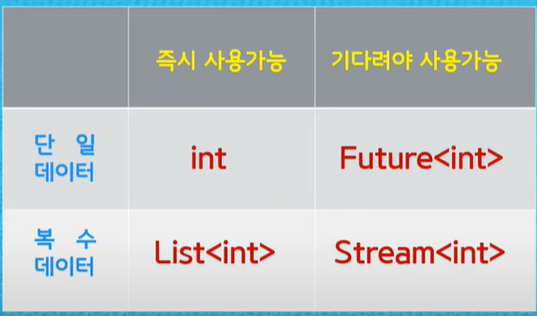 즉시 사용가능
기다려야 사용가능
단 일
데이터
int
Future<int>
복 수
데이터
List<int>
Stream<int>